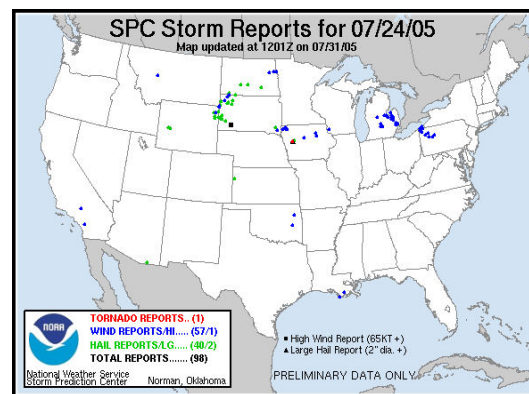 SPC Storm Reports for 07/24/05
Map updated at 1201Z on 07/31/05
NOAA
TORNADO REPORTS.. (1)
WIND REPORTS/HI..... (57/1)
HAIL REPORTS/LG..... (40/2)
TOTAL REPORTS....... (98)
National Weather Service
Storm Prediction Center Norman, Oklahoma
High Wind Report (65KT +)
Large Hail Report (2" dia. +)
PRELIMINARY DATA ONLY